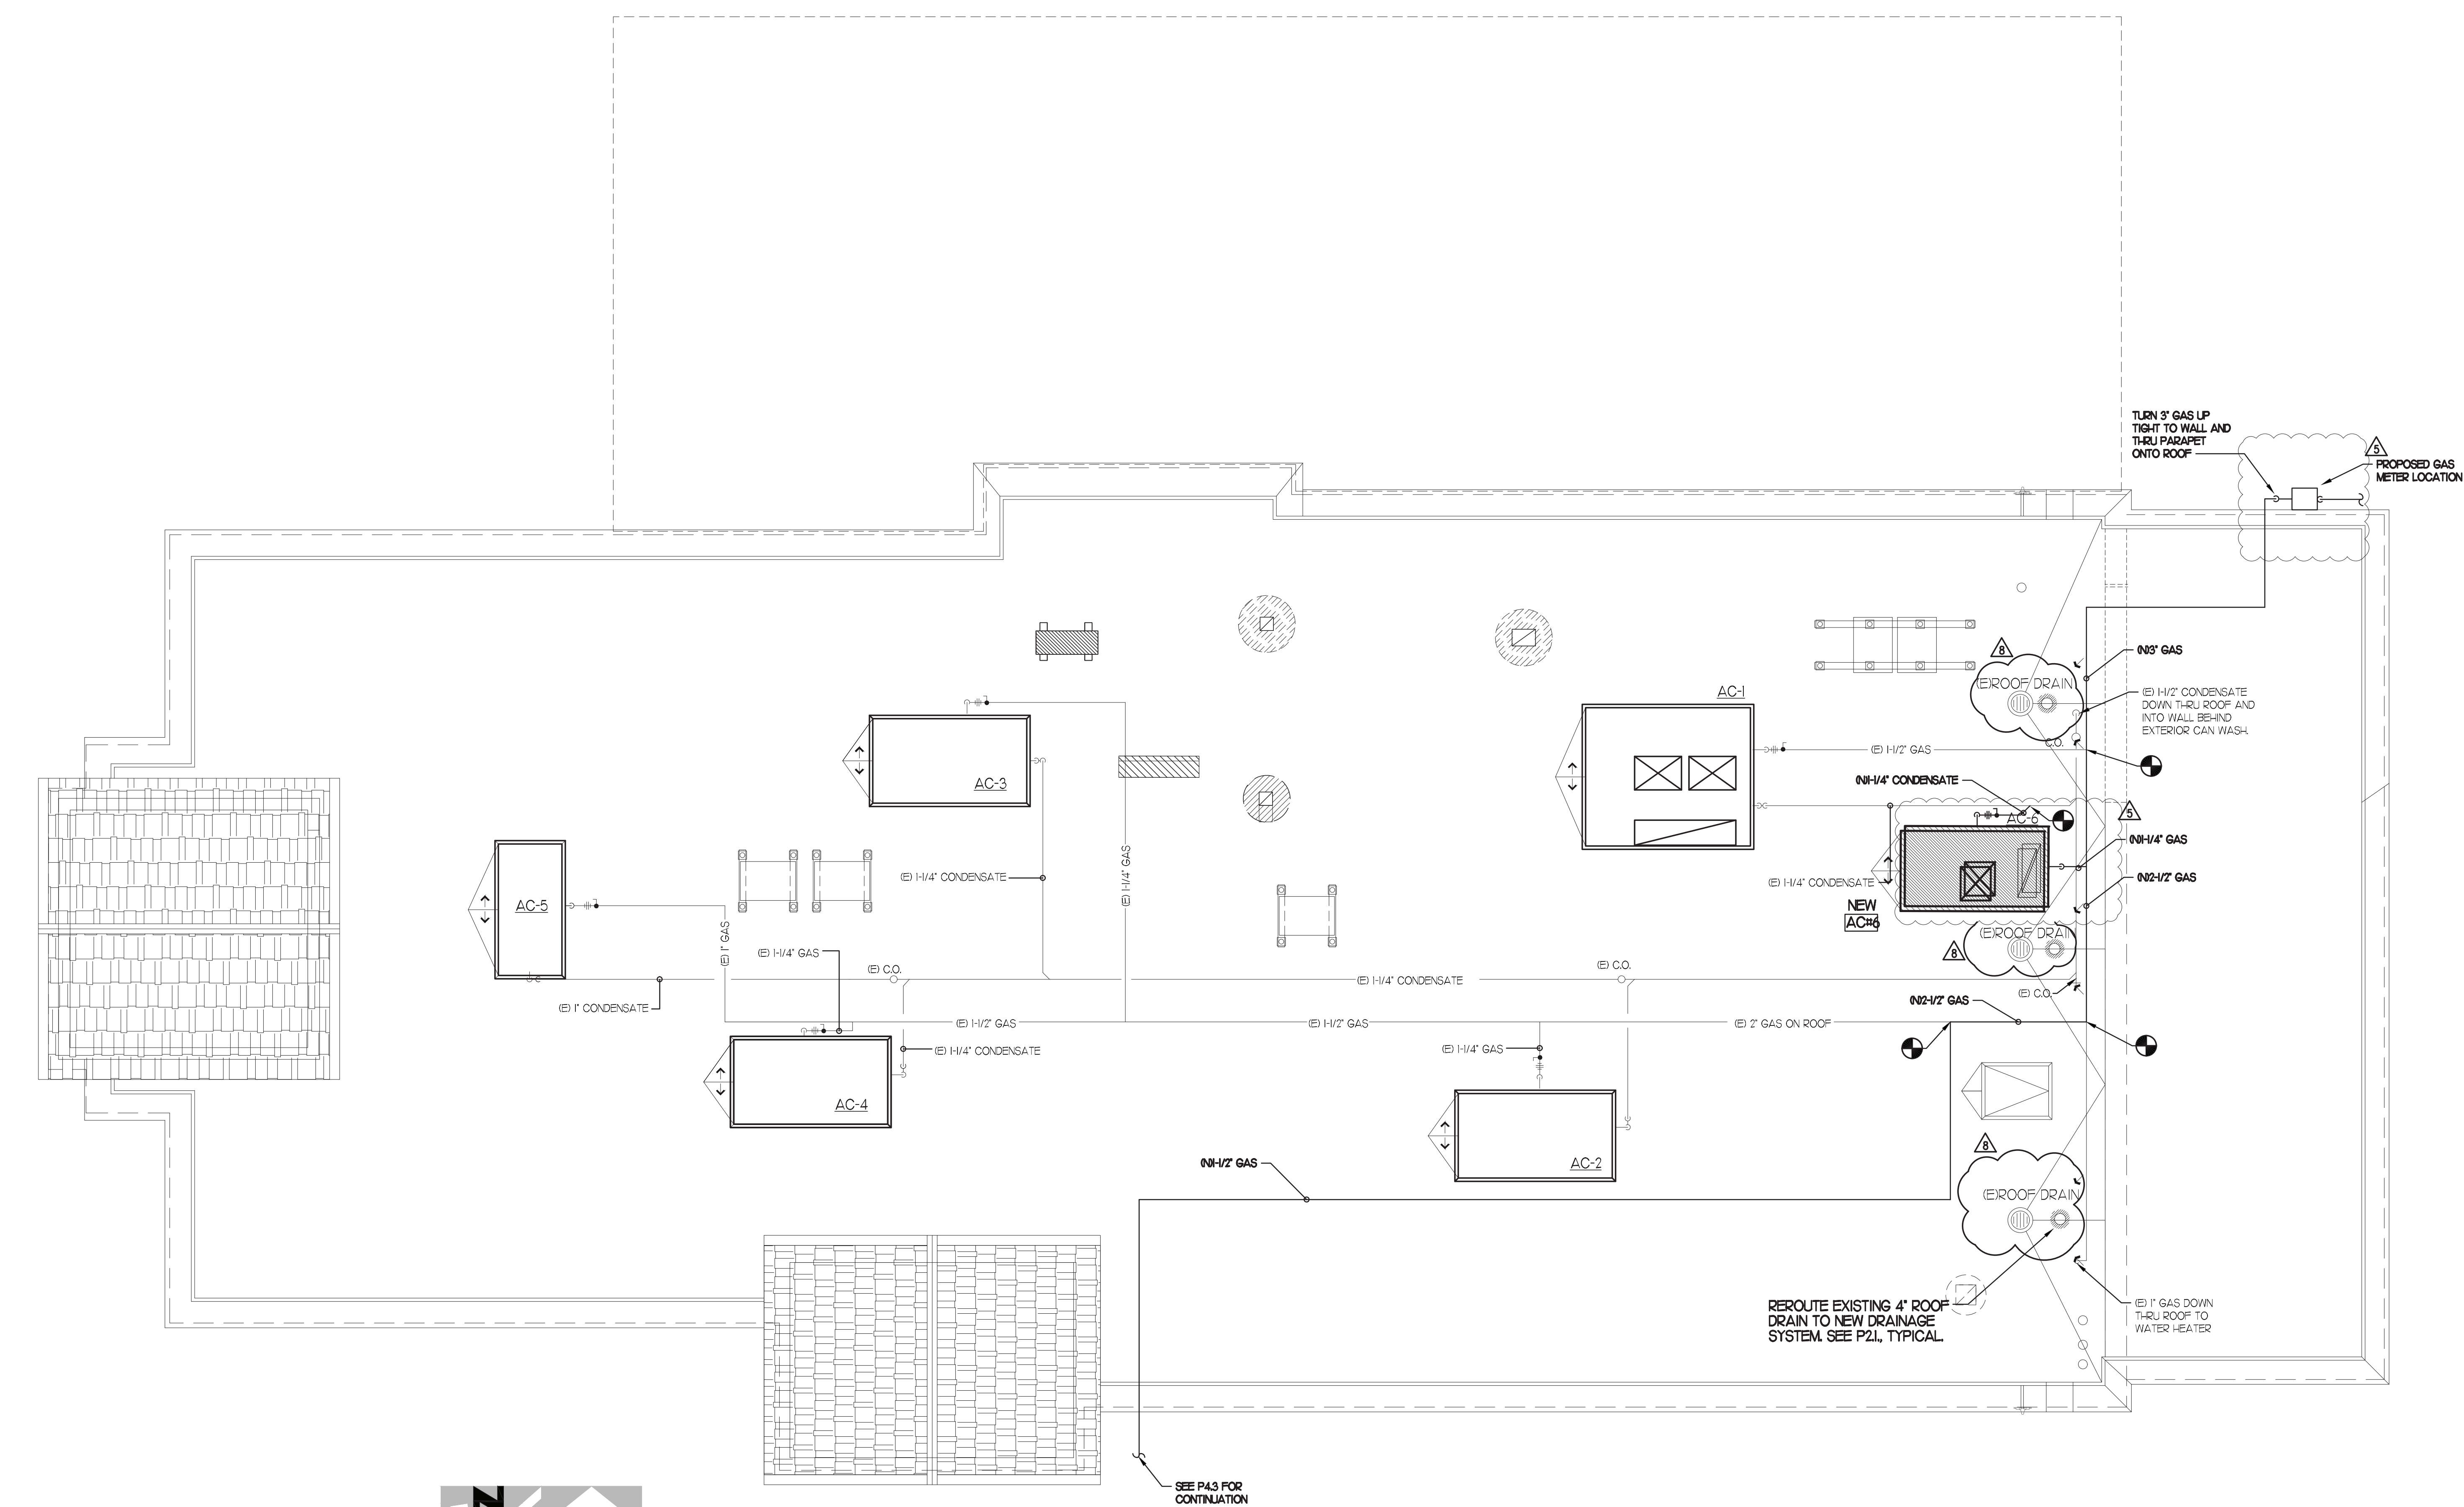 TURN 3" GAS UP
TIGHT TO WALL AND
THRU PARAPET
ONTO ROOF
5
PROPOSED GAS
METER LOCATION
8
(N)3" GAS
(E)ROOF DRAIN
AC-1
(E) 1-1/2" CONDENSATE
DOWN THRU ROOF AND
INTO WALL BEHIND
EXTERIOR CAN WASH.
C.O.
(E) 1-1/2" GAS
AC-3
(N)1-1/4" CONDENSATE
5
AC-6
(N)1-1/4" GAS
(E) 1-1/4" GAS
(E) 1-1/4" CONDENSATE
(E) 1-1/4" CONDENSATE
(N)2-1/2" GAS
AC-5
NEW
AC#6
(E)ROOF DRAIN
8
(E) 1" GAS
(E) 1-1/4" GAS
(E) C.O.
(E) C.O.
(E) 1-1/4" CONDENSATE
(E) C.O.
(E) 1" CONDENSATE
(N)2-1/2" GAS
(E) 1-1/2" GAS
(E) 1-1/2" GAS
(E) 2" GAS ON ROOF
(E) 1-1/4" CONDENSATE
(E) 1-1/4" GAS
AC-4
8
(N)1-1/2" GAS
AC-2
(E)ROOF DRAIN
REROUTE EXISTING 4" ROOF
DRAIN TO NEW DRAINAGE
SYSTEM. SEE P2.1., TYPICAL.
(E) 1" GAS DOWN
THRU ROOF TO
WATER HEATER
SEE P4.3 FOR
CONTINUATION